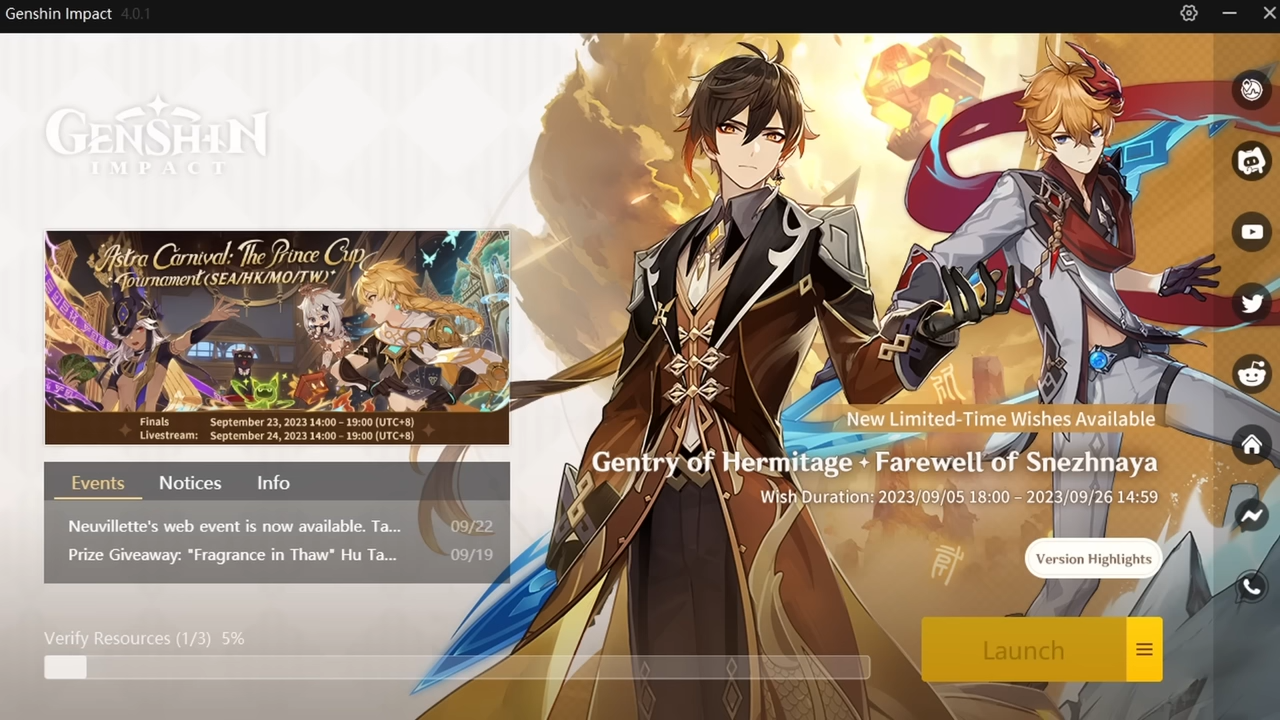 Genshin Impact 4.0.1
GENSHIN
IMPACT
Astra Carnival: The Prince Cup
Tournament (SEA/HK/MO/TW)
Finals September 23, 2023 14:00 – 19:00 (UTC+8)
Livestream: September 24, 2023 14:00 – 19:00 (UTC+8)
Events Notices Info
Neuvillette's web event is now available. Ta... 09/22
Prize Giveaway: "Fragrance in Thaw" Hu Ta... 09/19
New Limited-Time Wishes Available
Gentry of Hermitage ✦ Farewell of Snezhnaya
Wish Duration: 2023/09/05 18:00 – 2023/09/26 14:59
Version Highlights
Verify Resources (1/3) 5%
Launch